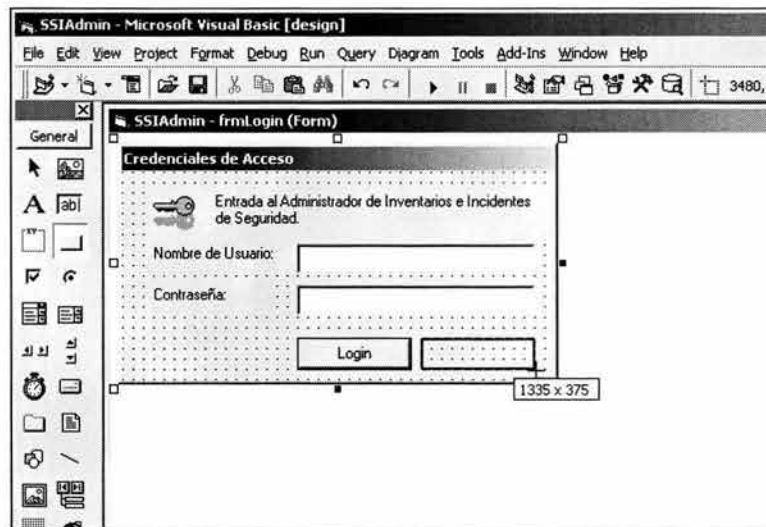 SSIAdmin - Microsoft Visual Basic [design]
File Edit View Project Format Debug Run Query Diagram Tools Add-Ins Window Help
3480,
General
SSIAdmin - frmLogin (Form)
Credenciales de Acceso
A ab|
XY
Entrada al Administrador de Inventarios e Incidentes
de Seguridad.
Nombre de Usuario:
Contraseña:
Login
1335 x 375